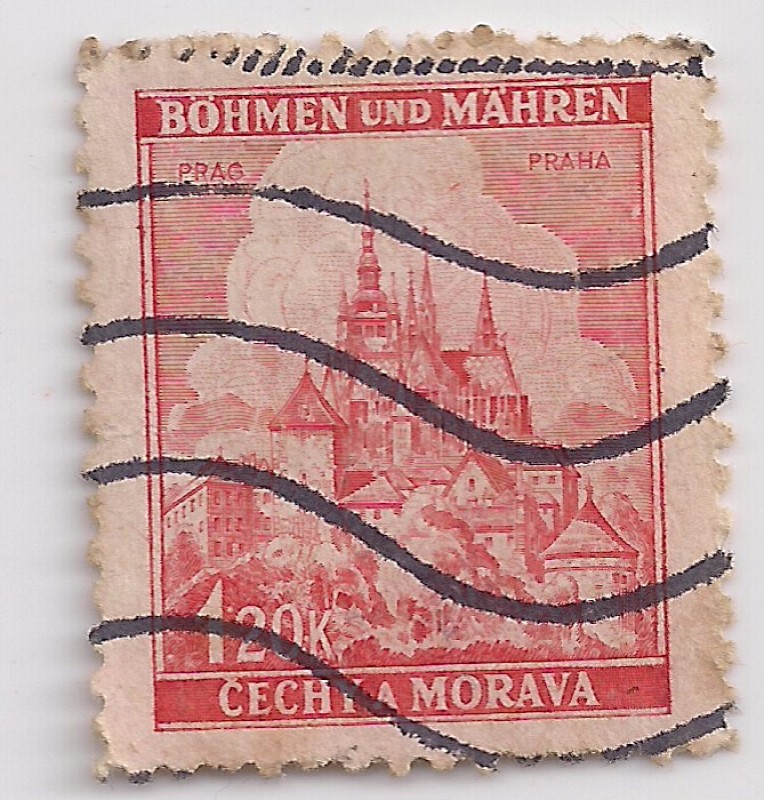 BÖHMEN UND MÄHREN
PRAG PRAHA
1 20K
ČECHY A MORAVA